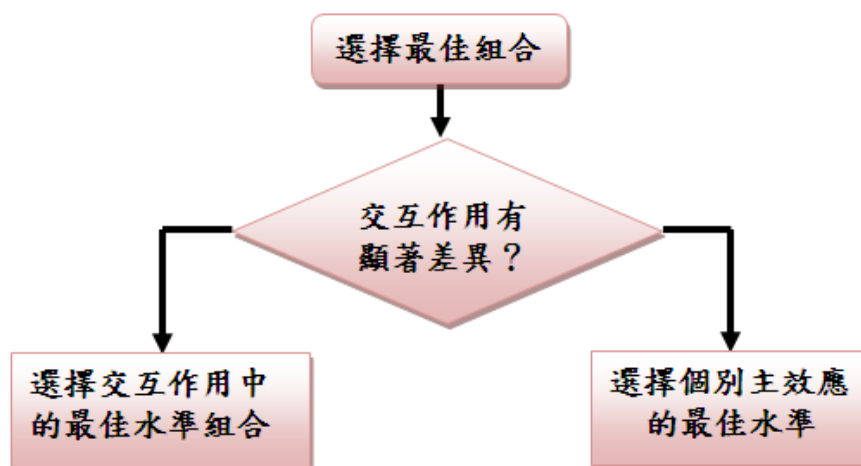 選擇最佳組合
交互作用有
顯著差異？
選擇交互作用中
的最佳水準組合
選擇個別主效應
的最佳水準